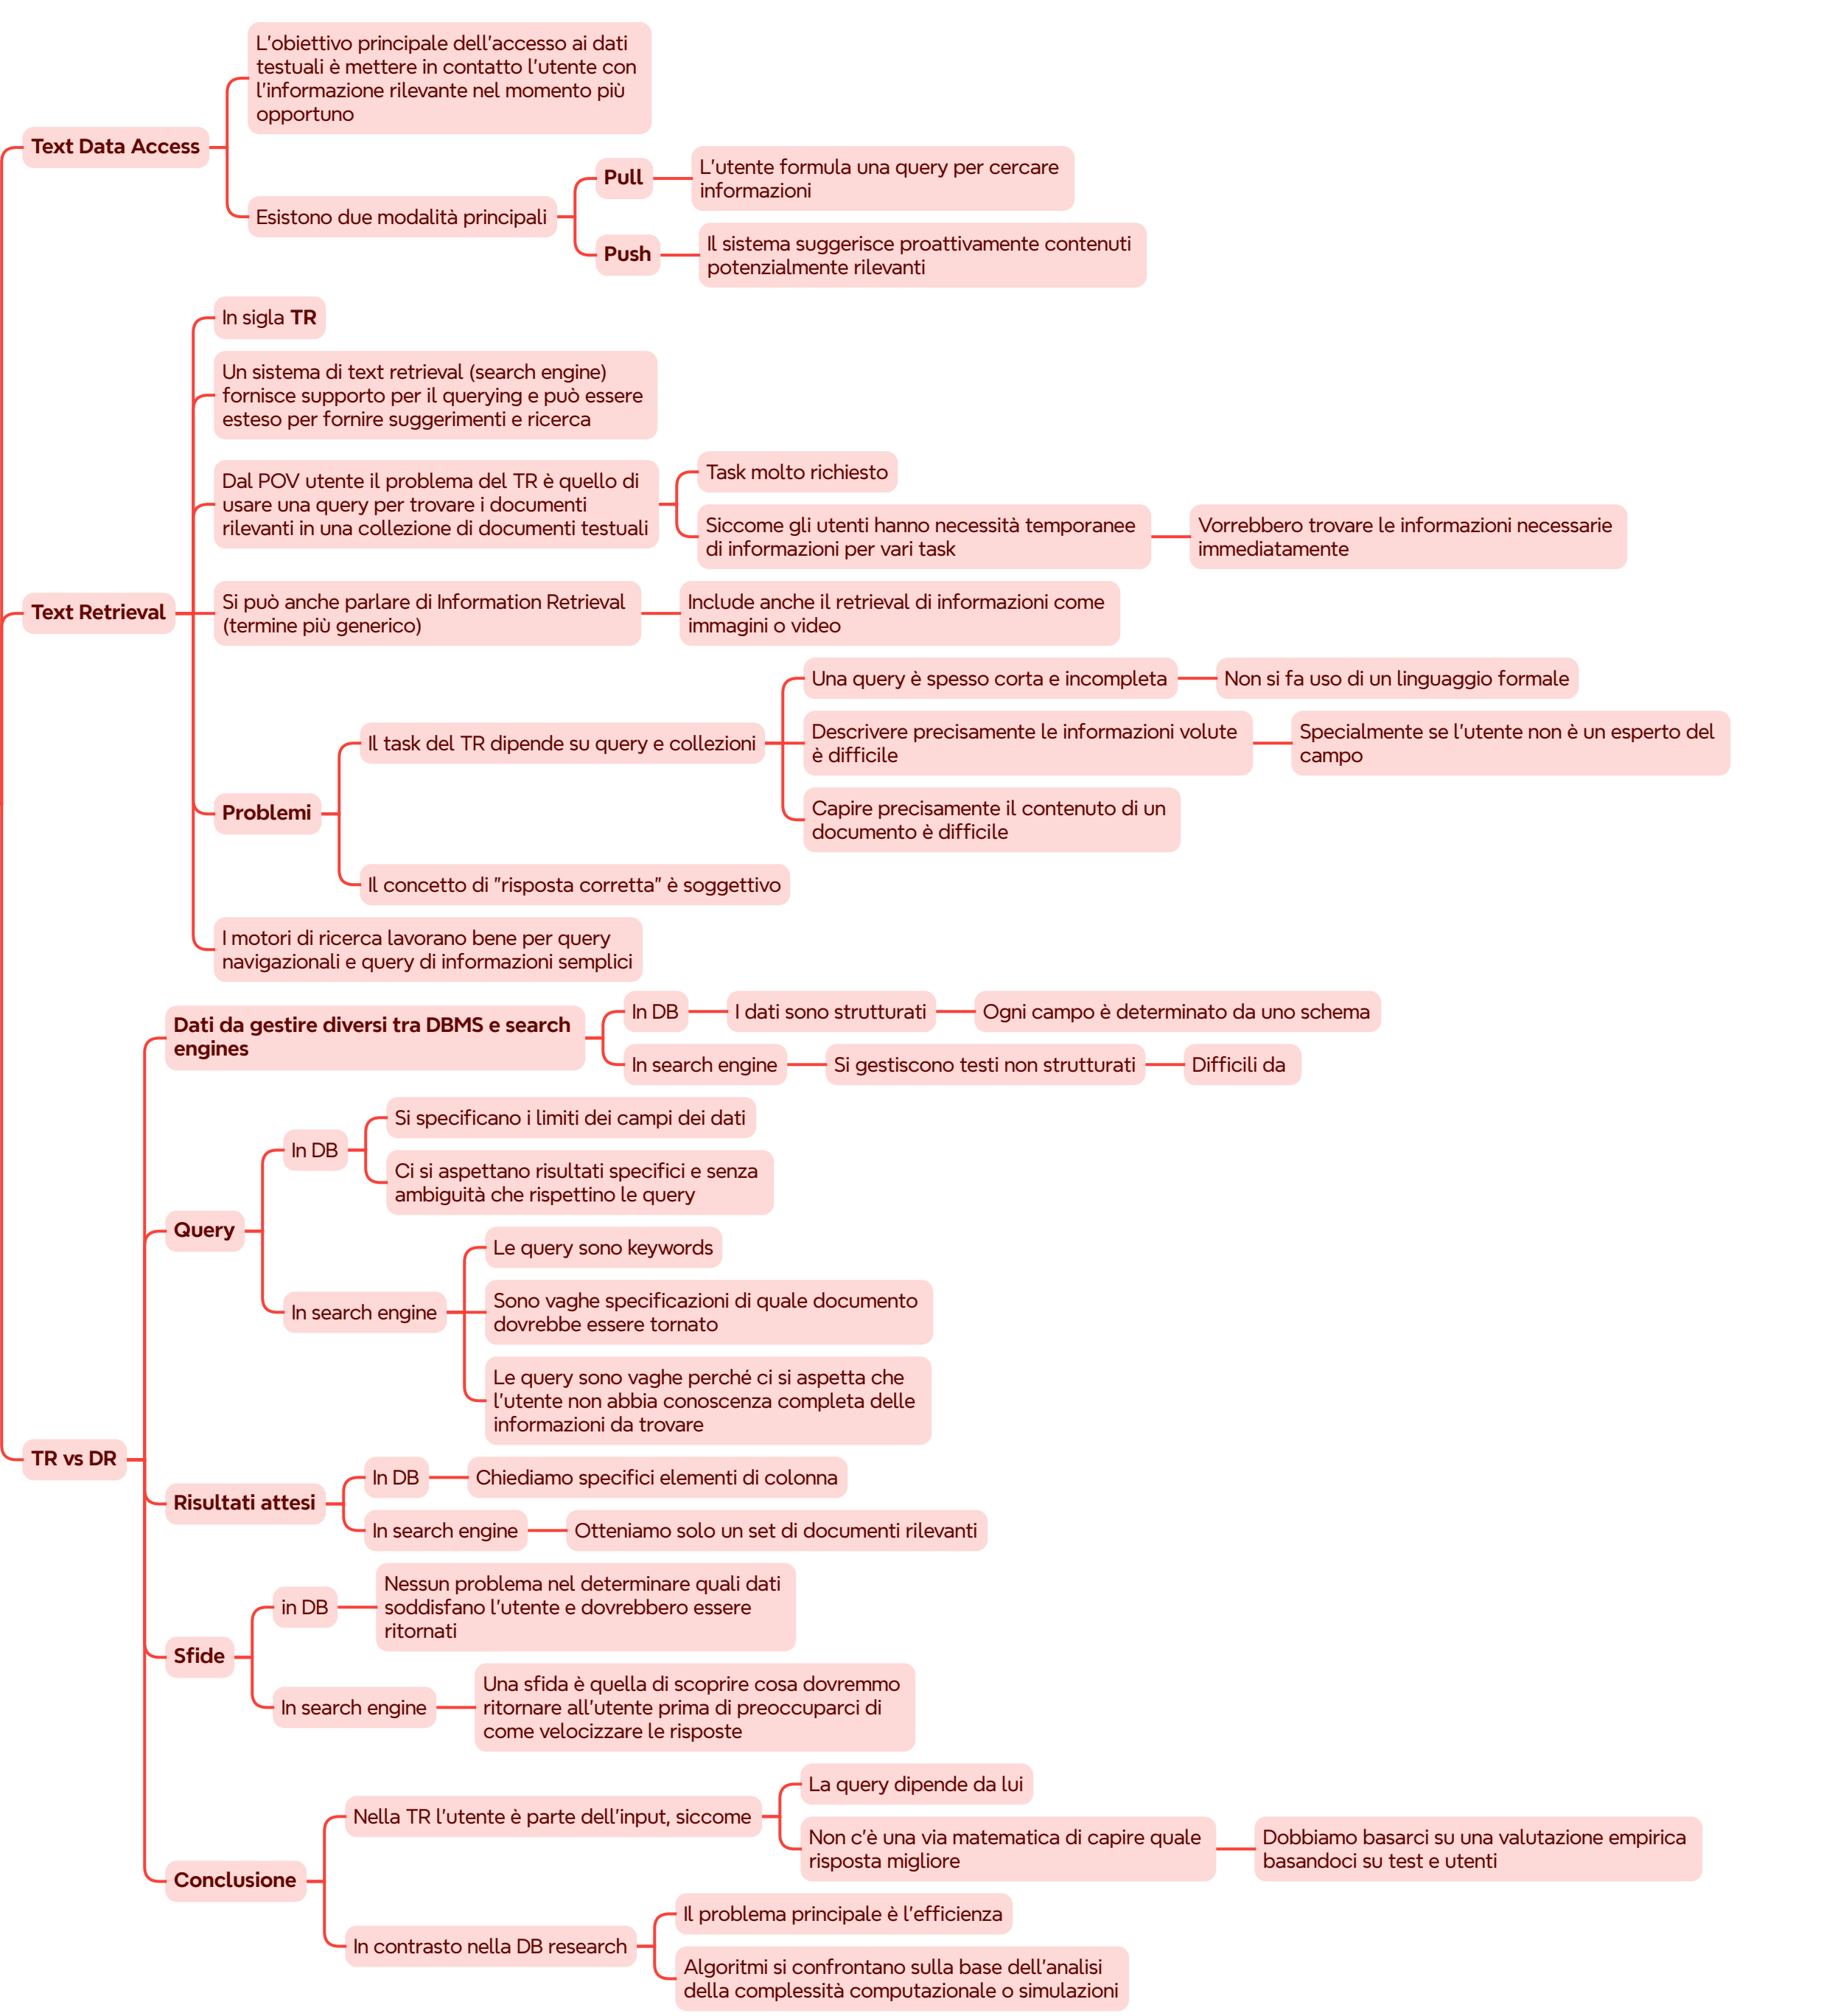 L'obiettivo principale dell'accesso ai dati
testuali è mettere in contatto l'utente con
l'informazione rilevante nel momento più
opportuno
Text Data Access
Esistono due modalità principali
Pull
L'utente formula una query per cercare
informazioni
Push
Il sistema suggerisce proattivamente contenuti
potenzialmente rilevanti
Text Retrieval
In sigla TR
Un sistema di text retrieval (search engine)
fornisce supporto per il querying e può essere
esteso per fornire suggerimenti e ricerca
Dal POV utente il problema del TR è quello di
usare una query per trovare i documenti
rilevanti in una collezione di documenti testuali
Task molto richiesto
Siccome gli utenti hanno necessità temporanee
di informazioni per vari task
Vorrebbero trovare le informazioni necessarie
immediatamente
Si può anche parlare di Information Retrieval
(termine più generico)
Include anche il retrieval di informazioni come
immagini o video
Problemi
Il task del TR dipende su query e collezioni
Una query è spesso corta e incompleta
Non si fa uso di un linguaggio formale
Descrivere precisamente le informazioni volute
è difficile
Specialmente se l'utente non è un esperto del
campo
Capire precisamente il contenuto di un
documento è difficile
Il concetto di "risposta corretta" è soggettivo
I motori di ricerca lavorano bene per query
navigazionali e query di informazioni semplici
TR vs DR
Dati da gestire diversi tra DBMS e search
engines
In DB
I dati sono strutturati
Ogni campo è determinato da uno schema
In search engine
Si gestiscono testi non strutturati
Difficili da
Query
In DB
Si specificano i limiti dei campi dei dati
Ci si aspettano risultati specifici e senza
ambiguità che rispettino le query
In search engine
Le query sono keywords
Sono vaghe specificazioni di quale documento
dovrebbe essere tornato
Le query sono vaghe perché ci si aspetta che
l'utente non abbia conoscenza completa delle
informazioni da trovare
Risultati attesi
In DB
Chiediamo specifici elementi di colonna
In search engine
Otteniamo solo un set di documenti rilevanti
Sfide
in DB
Nessun problema nel determinare quali dati
soddisfano l'utente e dovrebbero essere
ritornati
In search engine
Una sfida è quella di scoprire cosa dovremmo
ritornare all'utente prima di preoccuparci di
come velocizzare le risposte
Conclusione
Nella TR l'utente è parte dell'input, siccome
La query dipende da lui
Non c'è una via matematica di capire quale
risposta migliore
Dobbiamo basarci su una valutazione empirica
basandoci su test e utenti
In contrasto nella DB research
Il problema principale è l'efficienza
Algoritmi si confrontano sulla base dell'analisi
della complessità computazionale o simulazioni